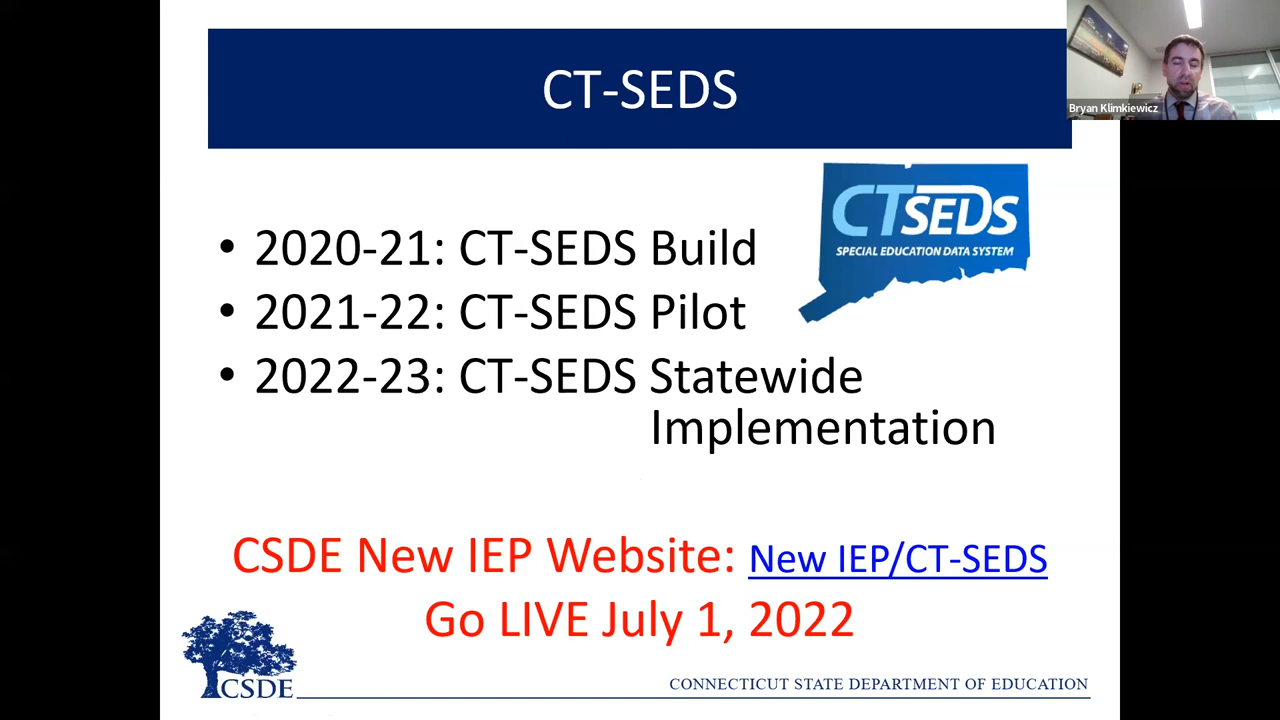 CT-SEDS
Bryan Klimkiewicz
CTSEDS
SPECIAL EDUCATION DATA SYSTEM
• 2020-21: CT-SEDS Build
• 2021-22: CT-SEDS Pilot
• 2022-23: CT-SEDS Statewide
Implementation
CSDE New IEP Website: New IEP/CT-SEDS
Go LIVE July 1, 2022
CSDE
CONNECTICUT STATE DEPARTMENT OF EDUCATION